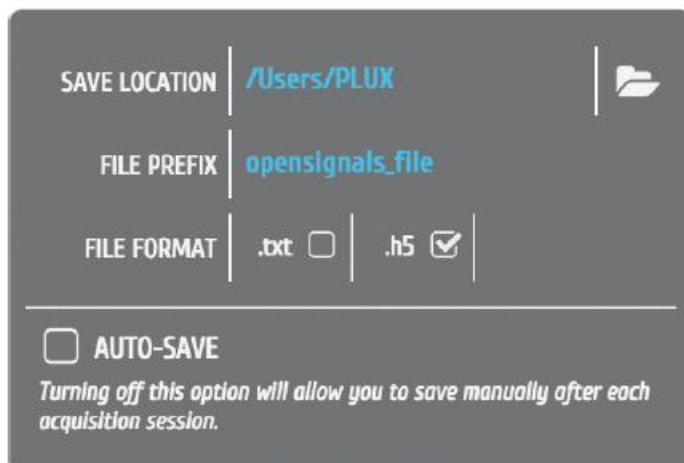 SAVE LOCATION /Users/PLUX
FILE PREFIX opensignals_file
FILE FORMAT .txt .h5
AUTO-SAVE
Turning off this option will allow you to save manually after each
acquisition session.